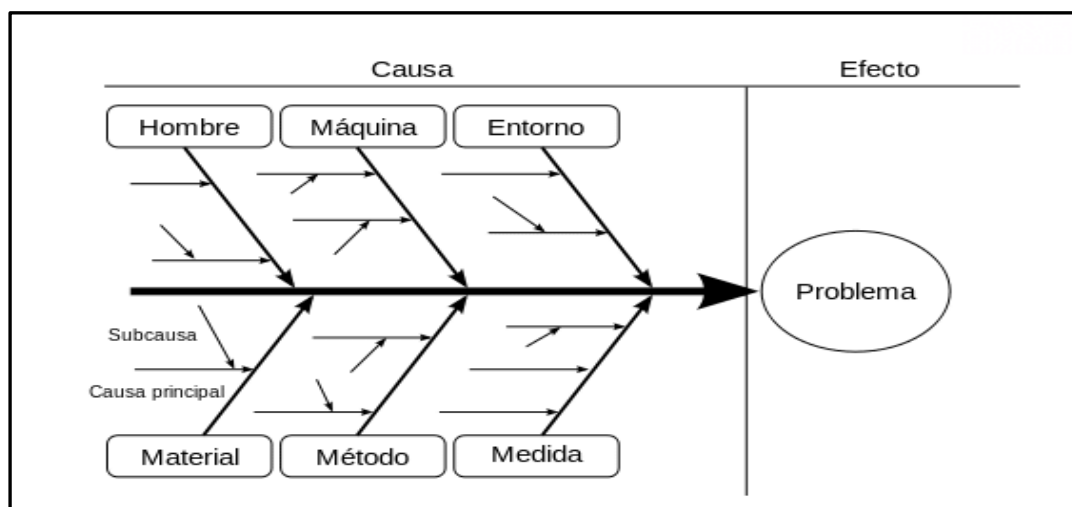 Causa
Efecto
Hombre
Máquina
Entorno
Problema
Subcausa
Causa principal
Material
Método
Medida